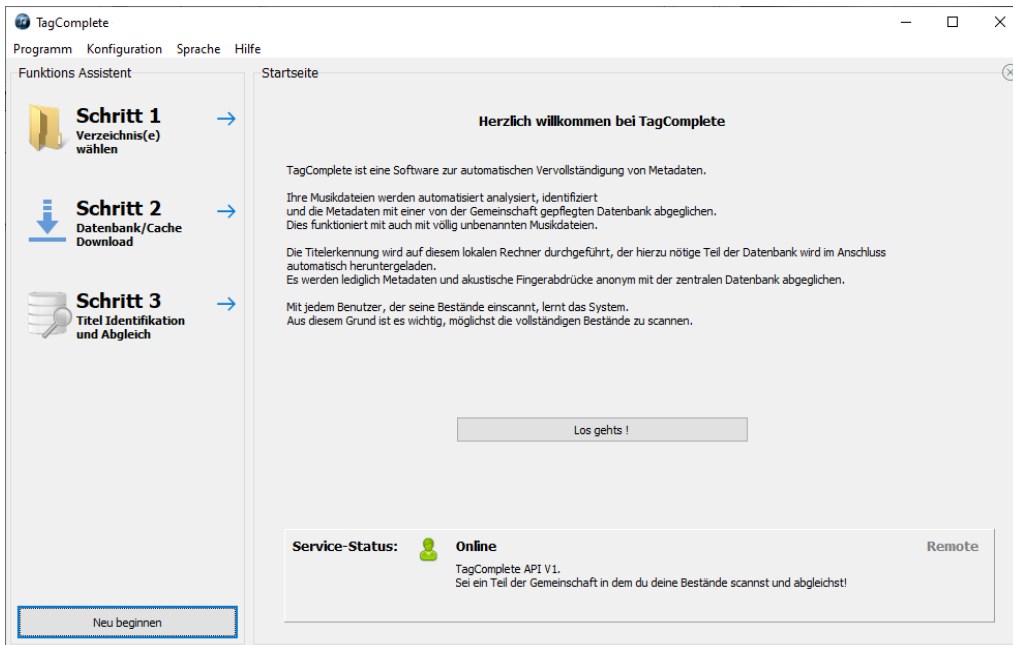 TagComplete
Programm Konfiguration Sprache Hilfe
Funktions Assistent
Schritt 1
Verzeichnis(e)
wählen
Schritt 2
Datenbank/Cache
Download
Schritt 3
Titel Identifikation
und Abgleich
Neu beginnen
Startseite
Herzlich willkommen bei TagComplete
TagComplete ist eine Software zur automatischen Vervollständigung von Metadaten.
Ihre Musikdateien werden automatisiert analysiert, identifiziert
und die Metadaten mit einer von der Gemeinschaft gepflegten Datenbank abgeglichen.
Dies funktioniert mit auch mit völlig unbenannten Musikdateien.
Die Titelerkennung wird auf diesem lokalen Rechner durchgeführt, der hierzu nötige Teil der Datenbank wird im Anschluss
automatisch heruntergeladen.
Es werden lediglich Metadaten und akustische Fingerabdrücke anonym mit der zentralen Datenbank abgeglichen.
Mit jedem Benutzer, der seine Bestände einscannt, lernt das System.
Aus diesem Grund ist es wichtig, möglichst die vollständigen Bestände zu scannen.
Los gehts !
Service-Status: Online Remote
TagComplete API V1.
Sei ein Teil der Gemeinschaft in dem du deine Bestände scannst und abgleichst!